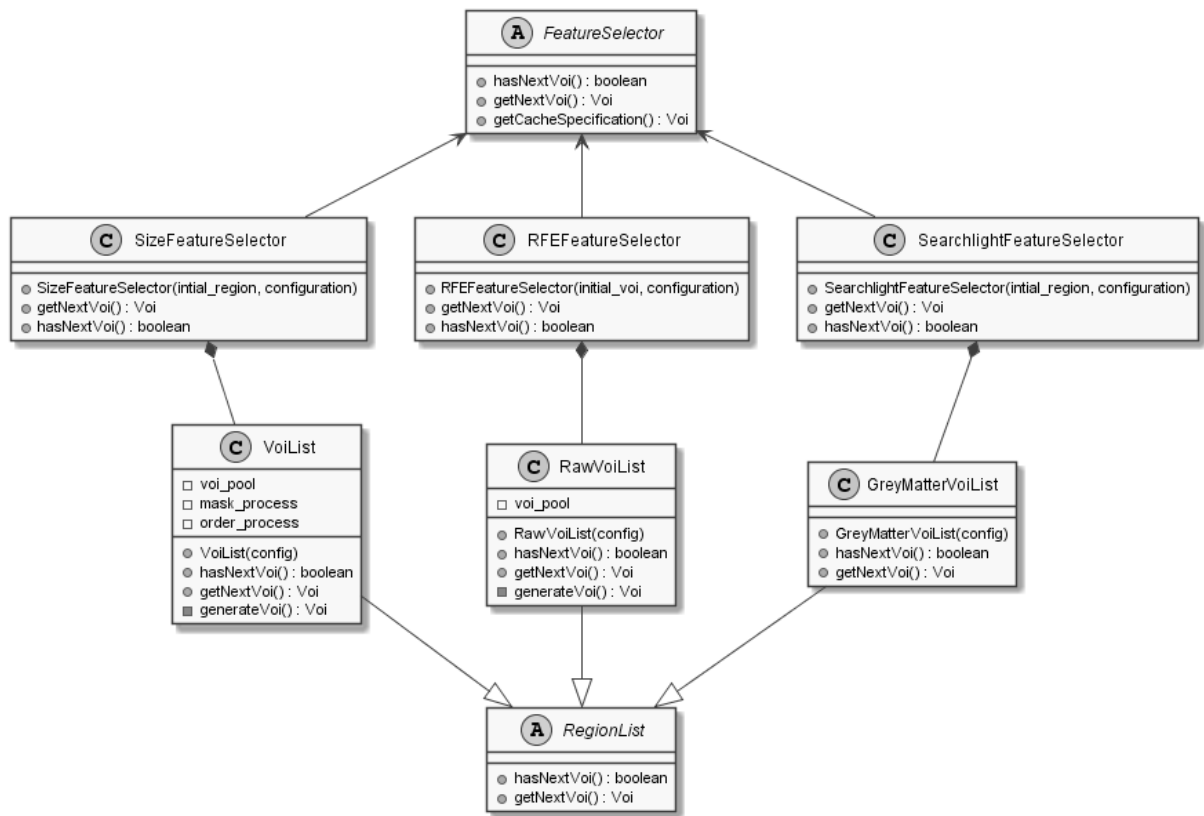 A FeatureSelector
hasNextVoi() : boolean
getNextVoi() : Voi
getCacheSpecification() : Voi
C SizeFeatureSelector
SizeFeatureSelector(intial_region, configuration)
getNextVoi() : Voi
hasNextVoi() : boolean
C RFEFeatureSelector
RFEFeatureSelector(initial_voi, configuration)
getNextVoi() : Voi
hasNextVoi() : boolean
C SearchlightFeatureSelector
SearchlightFeatureSelector(intial_region, configuration)
getNextVoi() : Voi
hasNextVoi() : boolean
C VoiList
voi_pool
mask_process
order_process
VoiList(config)
hasNextVoi() : boolean
getNextVoi() : Voi
generateVoi() : Voi
C RawVoiList
voi_pool
RawVoiList(config)
hasNextVoi() : boolean
getNextVoi() : Voi
generateVoi() : Voi
C GreyMatterVoiList
GreyMatterVoiList(config)
hasNextVoi() : boolean
getNextVoi() : Voi
A RegionList
hasNextVoi() : boolean
getNextVoi() : Voi